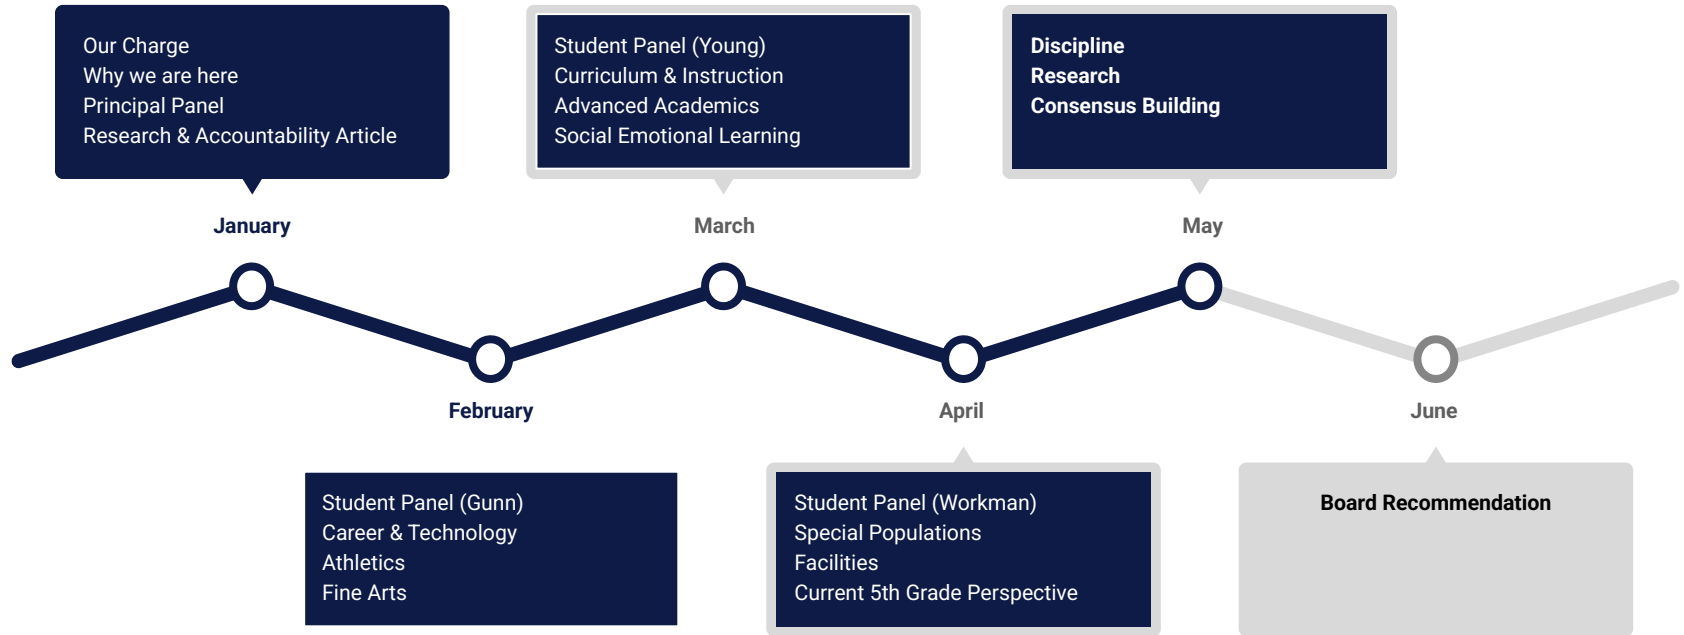 Our Charge
Why we are here
Principal Panel
Research & Accountability Article
January
Student Panel (Gunn)
Career & Technology
Athletics
Fine Arts
February
Student Panel (Young)
Curriculum & Instruction
Advanced Academics
Social Emotional Learning
March
Student Panel (Workman)
Special Populations
Facilities
Current 5th Grade Perspective
April
Discipline
Research
Consensus Building
May
June
Board Recommendation